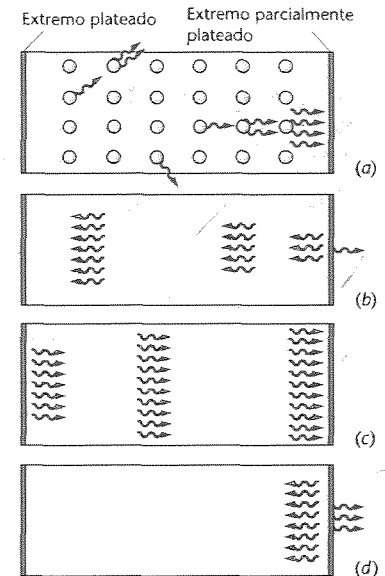 Extremo plateado
Extremo parcialmente
plateado
(a)
(b)
(c)
(d)